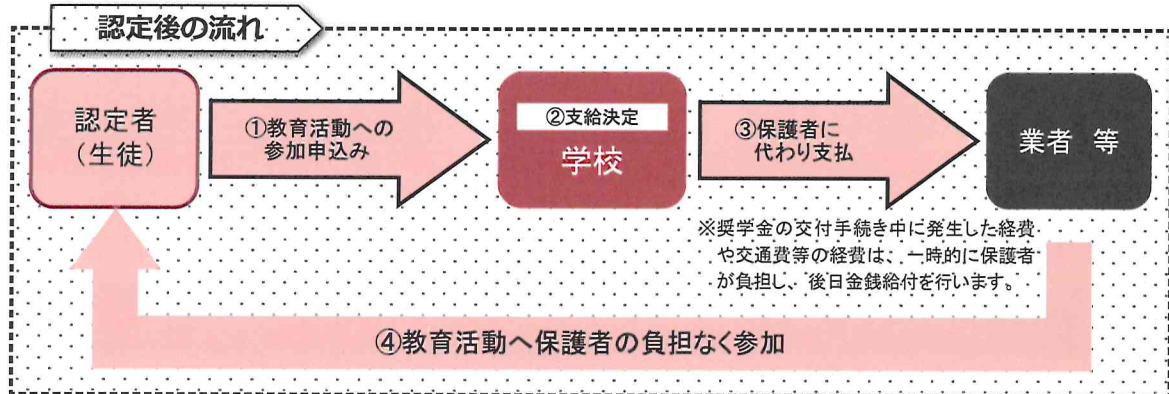 認定後の流れ
認定者
（生徒）
①教育活動への
参加申込み
②支給決定
学校
③保護者に
代わり支払
業者 等
※奨学金の交付手続き中に発生した経費
や交通費等の経費は、一時的に保護者
が負担し、後日金銭給付を行います。
④教育活動へ保護者の負担なく参加